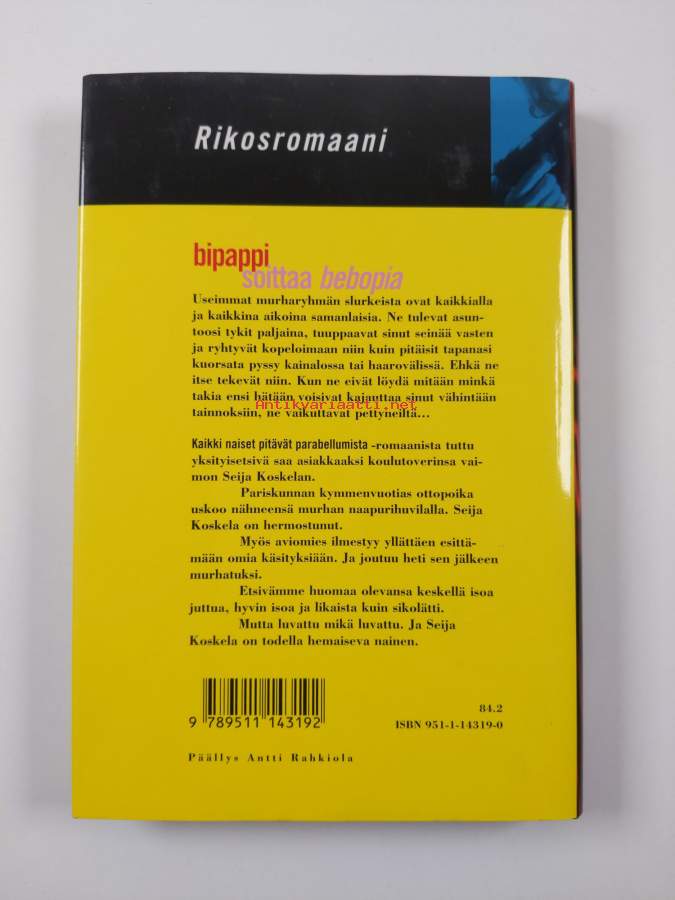 Rikosromaani
bipappi
soittaa bebopia
Useimmat murharyhmän slurkeista ovat kaikkialla
ja kaikkina aikoina samanlaisia. Ne tulevat asun-
toosi tykit paljaina, tuuppaavat sinut seinää vasten
ja ryhtyvät kopeloimaan niin kuin pitäisit tapanasi
kuorsata pyssy kainalossa tai haarovälissä. Ehkä ne
itse tekevät niin. Kun ne eivät löydä mitään minkä
takia ensi hätään voisivat kajauttaa sinut vähintään
Antikvariaatti.net
tainnoksiin, ne vaikuttavat pettyneiltä...
Kaikki naiset pitävät parabellumista -romaanista tuttu
yksityisetsivä saa asiakkaaksi koulutoverinsa vai-
mon Seija Koskelan.
Pariskunnan kymmenvuotias ottopoika
uskoo nähneensä murhan naapurihuvilalla. Seija
Koskela on hermostunut.
Myös aviomies ilmestyy yllättäen esittä-
mään omia käsityksiään. Ja joutuu heti sen jälkeen
murhatuksi.
Etsivämme huomaa olevansa keskellä isoa
juttua, hyvin isoa ja likaista kuin sikolätti.
Mutta luvattu mikä luvattu. Ja Seija
Koskela on todella hemaiseva nainen.
9 789511 143192
84.2
ISBN 951-1-14319-0
Päällys Antti Rahkiola